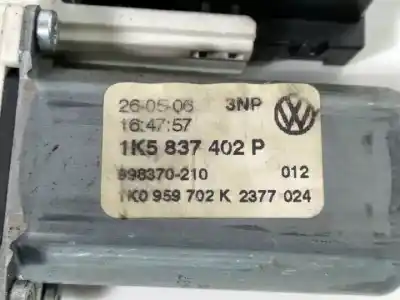 26-05-06 3NP
16:47:57
1K5 837 402 P
998370-210 012
1K0 959 702 K 2377 024